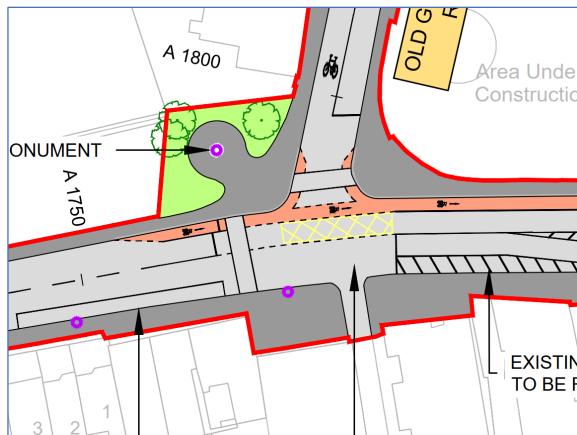 A 1800
OLD G
R
Area Unde
Constructio
ONUMENT
A 1750
EXISTIN
TO BE F
3
2
1